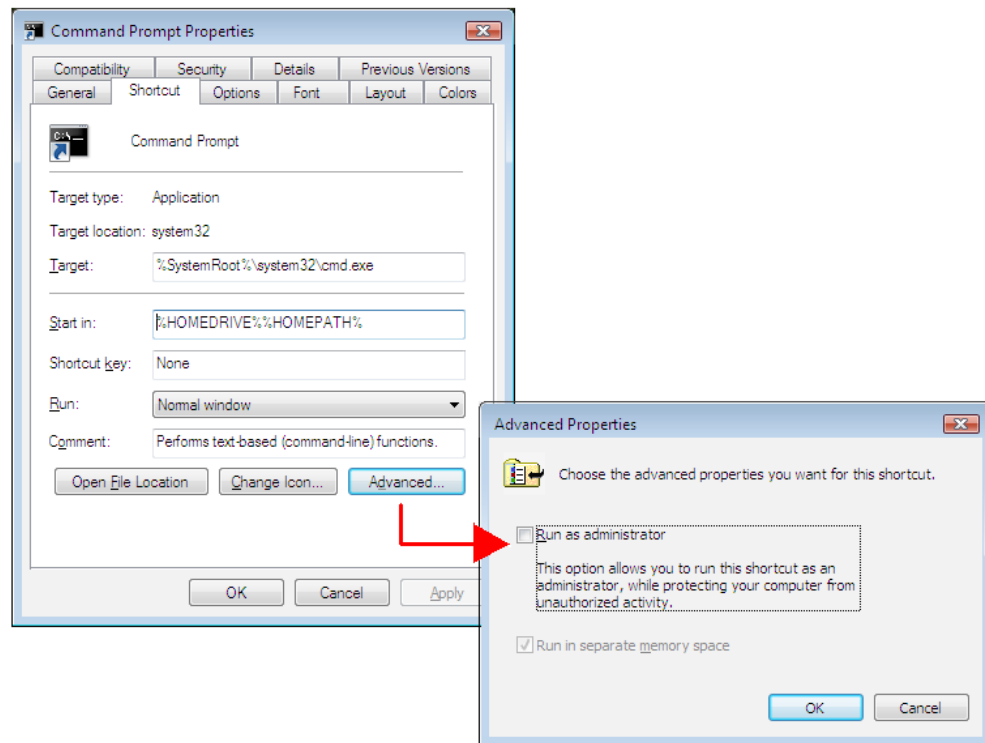 Command Prompt Properties
Compatibility Security Details Previous Versions
General Shortcut Options Font Layout Colors
C:\
Command Prompt
Target type: Application
Target location: system32
Target: %SystemRoot%\system32\cmd.exe
Start in: %HOMEDRIVE%%HOMEPATH%
Shortcut key: None
Run: Normal window
Comment: Performs text-based (command-line) functions.
Open File Location Change Icon... Advanced...
OK Cancel Apply
Advanced Properties
Choose the advanced properties you want for this shortcut.
Run as administrator
This option allows you to run this shortcut as an
administrator, while protecting your computer from
unauthorized activity.
Run in separate memory space
OK Cancel